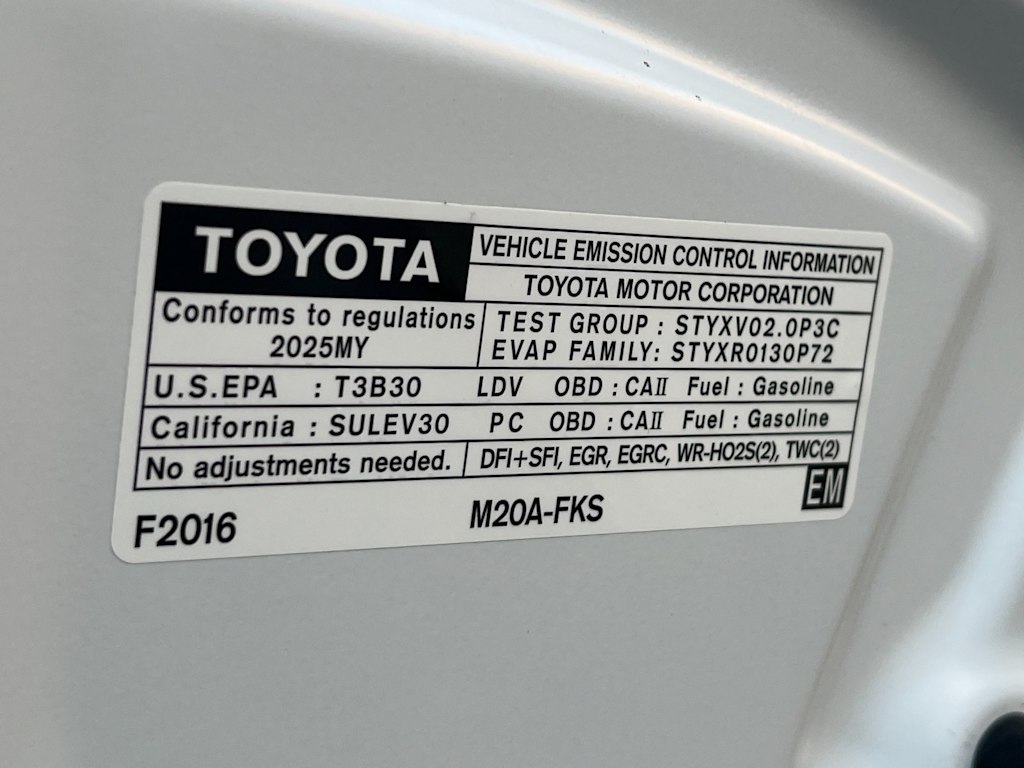 TOYOTA
VEHICLE EMISSION CONTROL INFORMATION
TOYOTA MOTOR CORPORATION
Conforms to regulations
2025MY
TEST GROUP : STYXV02.0P3C
EVAP FAMILY: STYXR0130P72
U.S.EPA : T3B30 LDV OBD : CAII Fuel : Gasoline
California : SULEV30 PC OBD : CAII Fuel : Gasoline
No adjustments needed. DFI+SFI, EGR, EGRC, WR-HO2S(2), TWC(2)
F2016 M20A-FKS EM